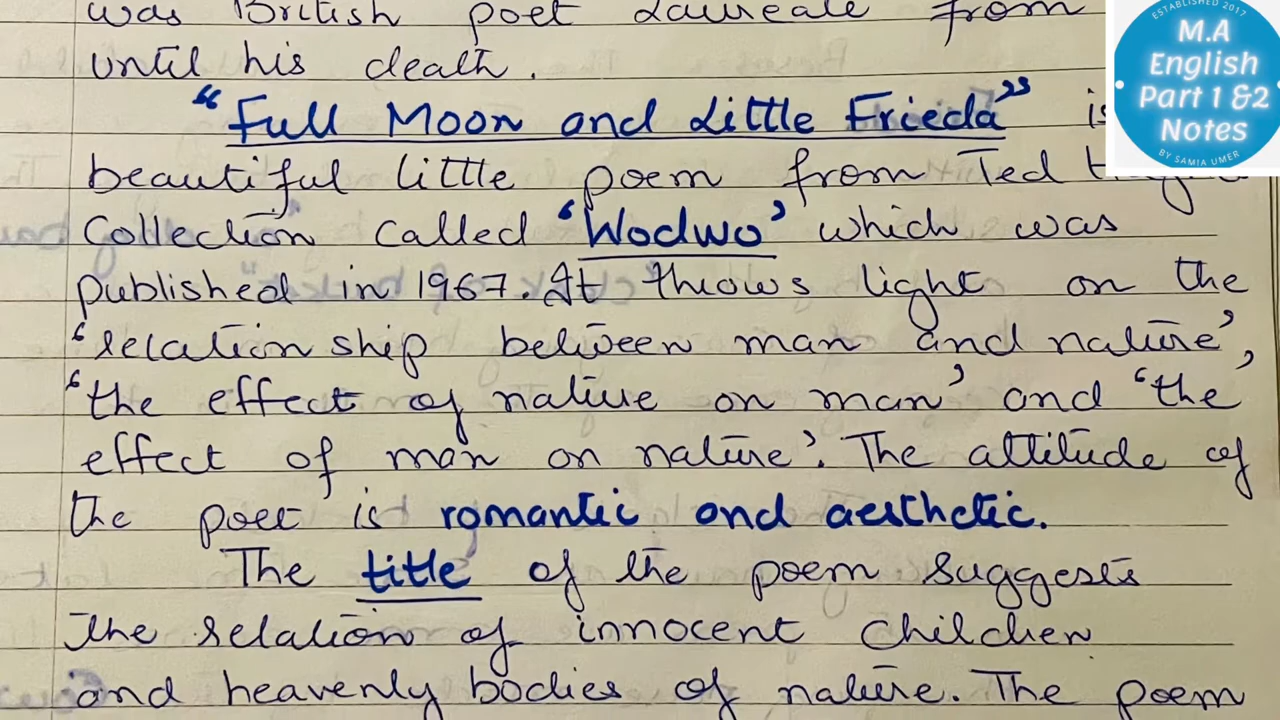 was British poet Laureate from
until his death.
"Full Moon and Little Frieda" is
beautiful little poem from Ted
Collection called 'Wodwo' which was
published in 1967. It throws light on the
'relation ship between man and nature',
'the effect of nature on man' and 'the
effect of man on nature'. The attitude of
the poet is romantic and aesthetic.
The title of the poem suggests
the relation of innocent children
and heavenly bodies of nature. The poem
ESTABLISHED 2017
M.A
English
Part 1 &2
Notes
BY SAMIA UMER